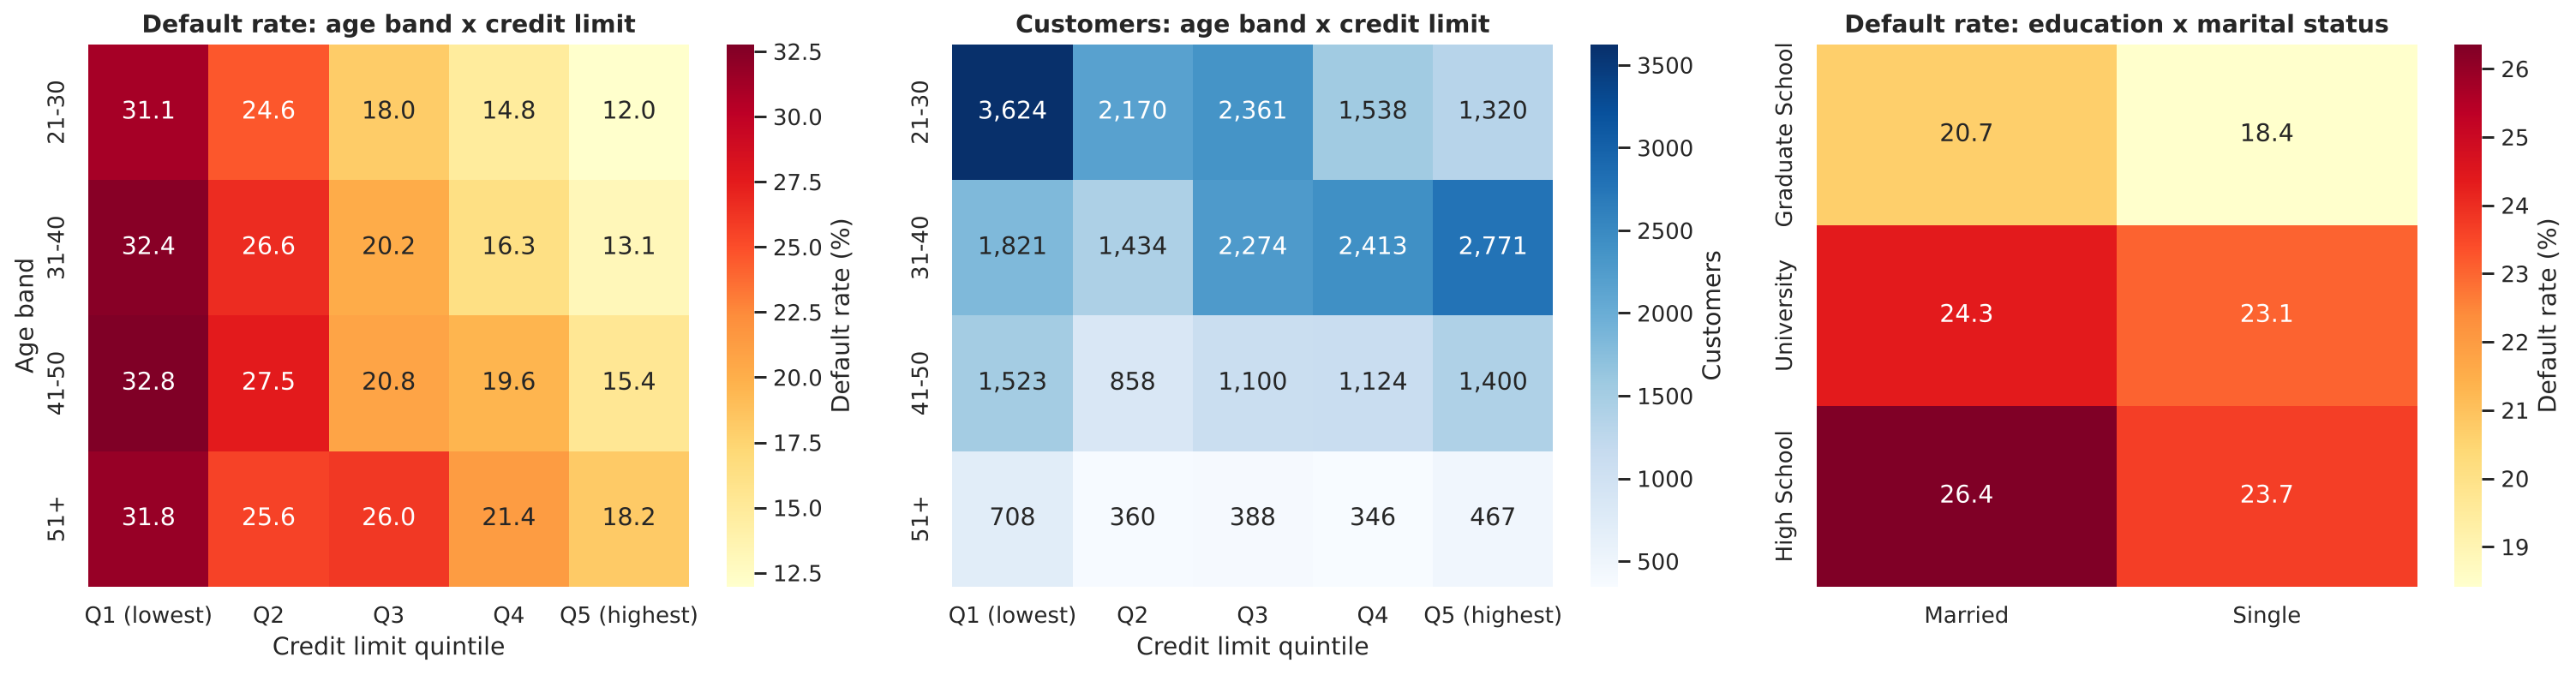 Default rate: age band x credit limit
Age band
21-30
31-40
41-50
51+
31.1 24.6 18.0 14.8 12.0
32.4 26.6 20.2 16.3 13.1
32.8 27.5 20.8 19.6 15.4
31.8 25.6 26.0 21.4 18.2
Q1 (lowest) Q2 Q3 Q4 Q5 (highest)
Credit limit quintile
32.5
30.0
27.5
25.0
22.5
20.0
17.5
15.0
12.5
Default rate (%)
Customers: age band x credit limit
21-30
31-40
41-50
51+
3,624 2,170 2,361 1,538 1,320
1,821 1,434 2,274 2,413 2,771
1,523 858 1,100 1,124 1,400
708 360 388 346 467
Q1 (lowest) Q2 Q3 Q4 Q5 (highest)
Credit limit quintile
3500
3000
2500
2000
1500
1000
500
Customers
Default rate: education x marital status
Graduate School
University
High School
20.7 18.4
24.3 23.1
26.4 23.7
Married Single
26
25
24
23
22
21
20
19
Default rate (%)